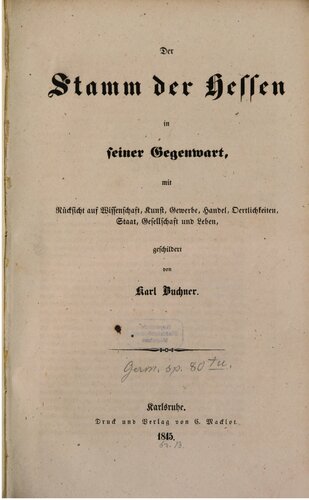 Der
Stamm der Hessen
in
seiner Gegenwart,
mit
Rücksicht auf Wissenschaft, Kunst, Gewerbe, Handel, Oertlichkeiten,
Staat, Gesellschaft und Leben,
geschildert
von
Karl Buchner.
Germ. sp. 80 tu.
Karlsruhe.
Druck und Verlag von C. Macklot.
1845.